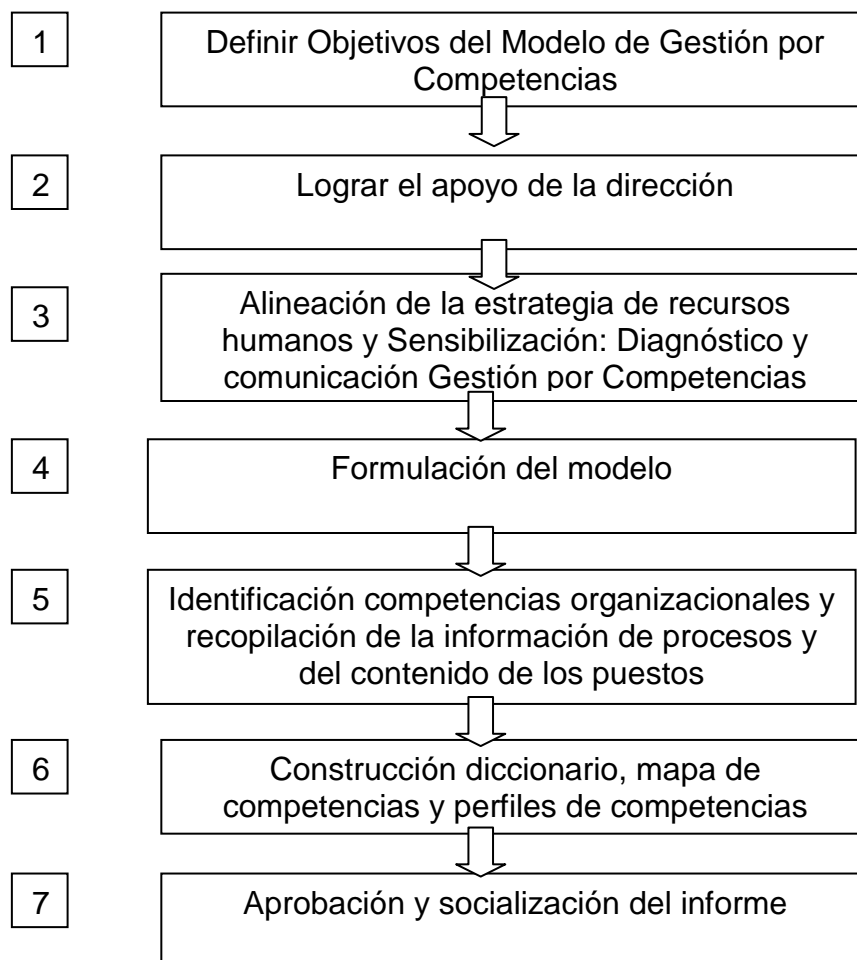 1
Definir Objetivos del Modelo de Gestión por
Competencias
2
Lograr el apoyo de la dirección
3
Alineación de la estrategia de recursos
humanos y Sensibilización: Diagnóstico y
comunicación Gestión por Competencias
4
Formulación del modelo
5
Identificación competencias organizacionales y
recopilación de la información de procesos y
del contenido de los puestos
6
Construcción diccionario, mapa de
competencias y perfiles de competencias
7
Aprobación y socialización del informe